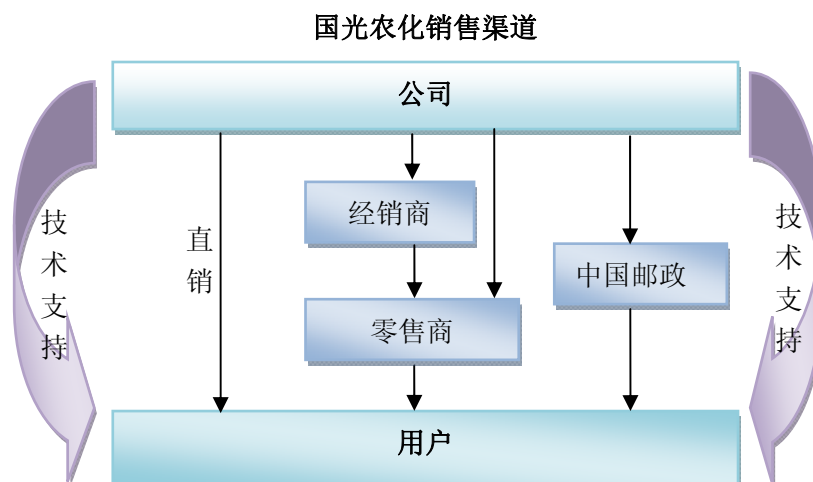 国光农化销售渠道
公司
经销商
直销
中国邮政
零售商
技术支持
技术支持
用户